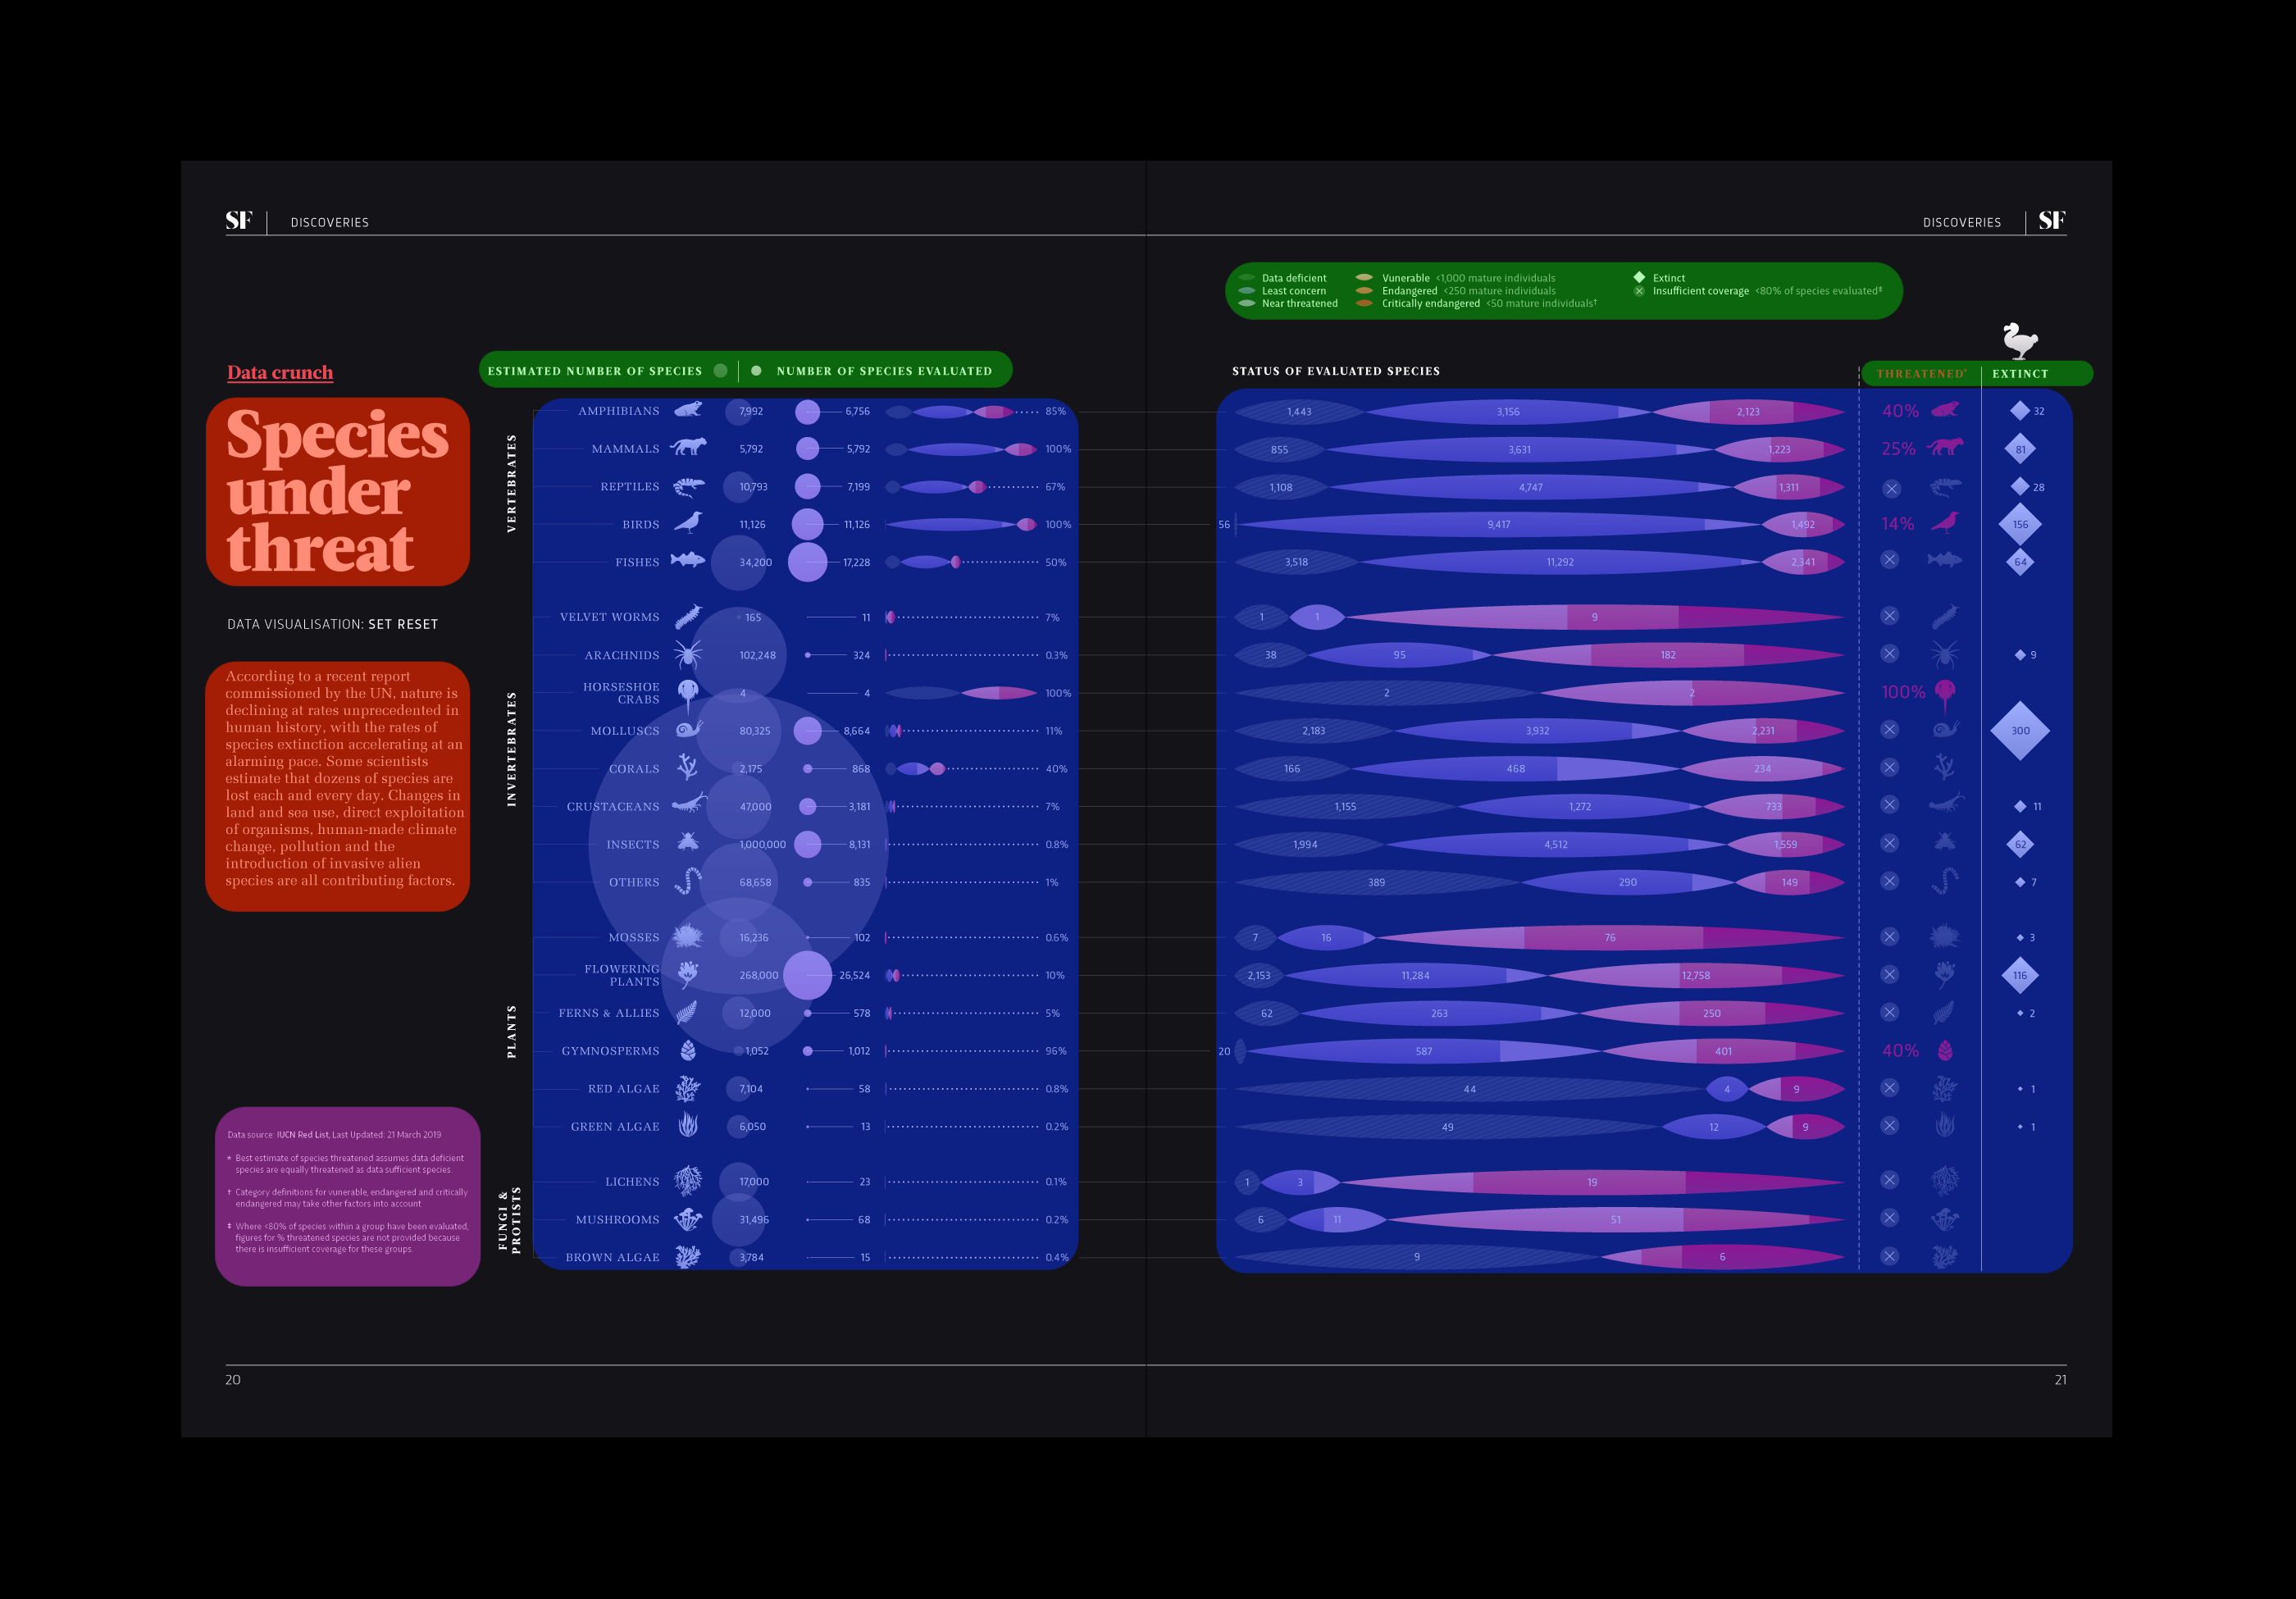 SF DISCOVERIES
DISCOVERIES SF
Data deficient
Least concern
Near threatened
Vunerable <1,000 mature individuals
Endangered <250 mature individuals
Critically endangered <50 mature individuals†
Extinct
Insufficient coverage <80% of species evaluated‡
Data crunch
Species
under
threat
DATA VISUALISATION: SET RESET
According to a recent report
commissioned by the UN, nature is
declining at rates unprecedented in
human history, with the rates of
species extinction accelerating at an
alarming pace. Some scientists
estimate that dozens of species are
lost each and every day. Changes in
land and sea use, direct exploitation
of organisms, human-made climate
change, pollution and the
introduction of invasive alien
species are all contributing factors.
Data source: IUCN Red List, Last Updated: 21 March 2019
* Best estimate of species threatened assumes data deficient
species are equally threatened as data sufficient species.
† Category definitions for vunerable, endangered and critically
endangered may take other factors into account
‡ Where <80% of species within a group have been evaluated,
figures for % threatened species are not provided because
there is insufficient coverage for these groups.
ESTIMATED NUMBER OF SPECIES NUMBER OF SPECIES EVALUATED
STATUS OF EVALUATED SPECIES
THREATENED* EXTINCT
VERTEBRATES
AMPHIBIANS 7,992 6,756 85% 1,443 3,156 2,123 40% 32
MAMMALS 5,792 5,792 100% 855 3,631 1,223 25% 81
REPTILES 10,793 7,199 67% 1,108 4,747 1,311 28
BIRDS 11,126 11,126 100% 56 9,417 1,492 14% 156
FISHES 34,200 17,228 50% 3,518 11,292 2,341 64
INVERTEBRATES
VELVET WORMS 165 11 7% 1 1 9
ARACHNIDS 102,248 324 0.3% 38 95 182 9
HORSESHOE
CRABS 4 4 100% 2 2 100%
MOLLUSCS 80,325 8,664 11% 2,183 3,932 2,231 300
CORALS 2,175 868 40% 166 468 234
CRUSTACEANS 47,000 3,181 7% 1,155 1,272 733 11
INSECTS 1,000,000 8,131 0.8% 1,994 4,512 1,559 62
OTHERS 68,658 835 1% 389 290 149 7
PLANTS
MOSSES 16,236 102 0.6% 7 16 76 3
FLOWERING
PLANTS 268,000 26,524 10% 2,153 11,284 12,758 116
FERNS & ALLIES 12,000 578 5% 62 263 250 2
GYMNOSPERMS 1,052 1,012 96% 20 587 401 40%
RED ALGAE 7,104 58 0.8% 44 4 9 1
GREEN ALGAE 6,050 13 0.2% 49 12 9 1
FUNGI &
PROTISTS
LICHENS 17,000 23 0.1% 1 3 19
MUSHROOMS 31,496 68 0.2% 6 11 51
BROWN ALGAE 3,784 15 0.4% 9 6
20
21